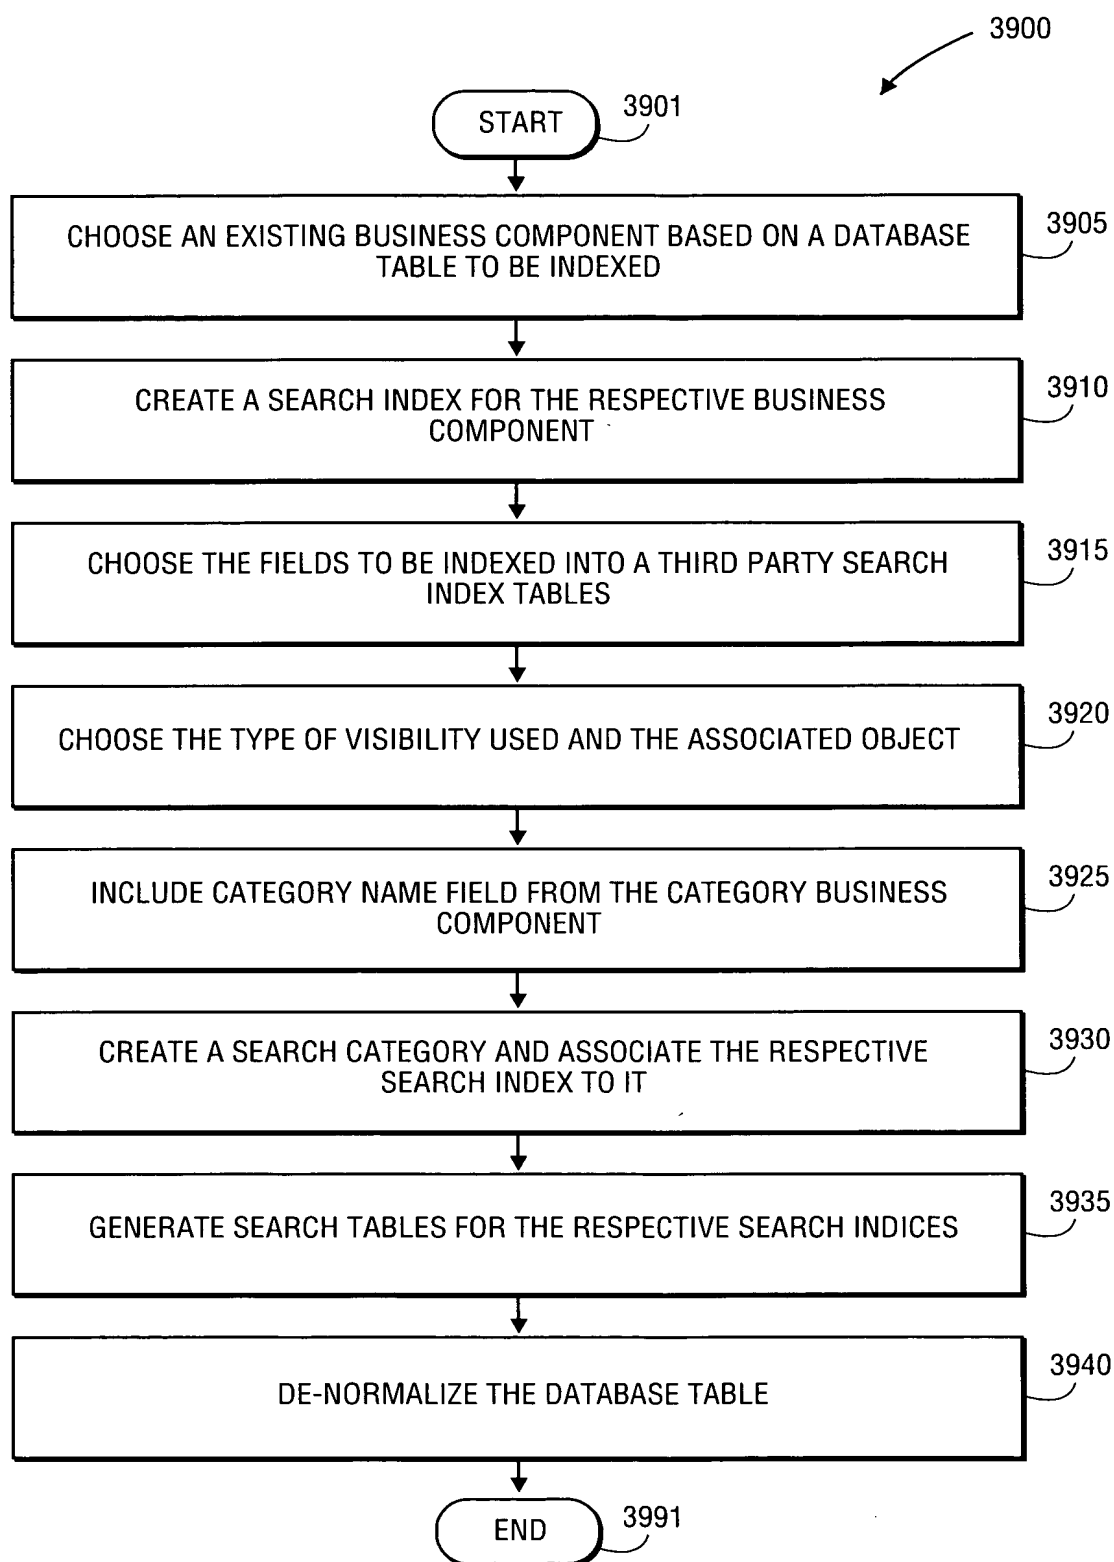 3900
START
3901
CHOOSE AN EXISTING BUSINESS COMPONENT BASED ON A DATABASE
TABLE TO BE INDEXED
3905
CREATE A SEARCH INDEX FOR THE RESPECTIVE BUSINESS
COMPONENT
3910
CHOOSE THE FIELDS TO BE INDEXED INTO A THIRD PARTY SEARCH
INDEX TABLES
3915
CHOOSE THE TYPE OF VISIBILITY USED AND THE ASSOCIATED OBJECT
3920
INCLUDE CATEGORY NAME FIELD FROM THE CATEGORY BUSINESS
COMPONENT
3925
CREATE A SEARCH CATEGORY AND ASSOCIATE THE RESPECTIVE
SEARCH INDEX TO IT
3930
GENERATE SEARCH TABLES FOR THE RESPECTIVE SEARCH INDICES
3935
DE-NORMALIZE THE DATABASE TABLE
3940
END
3991